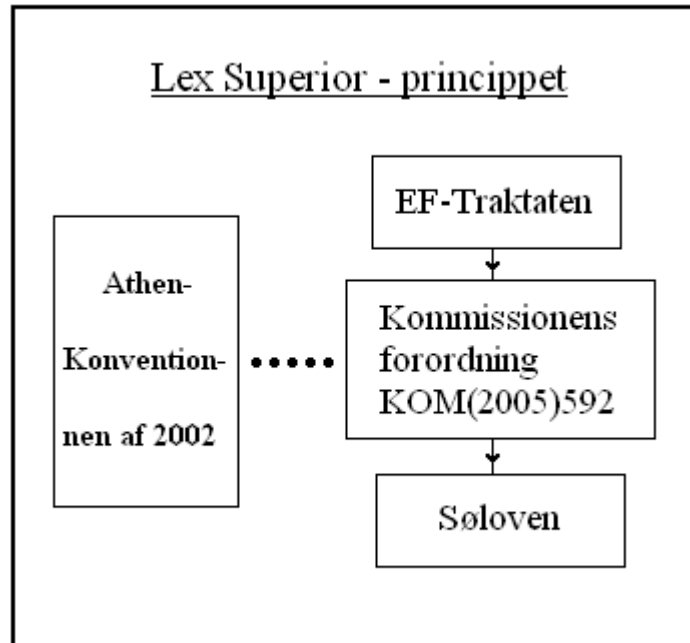 Lex Superior - princippet
EF-Traktaten
Athen-
Konvention-
nen af 2002
Kommissionens
forordning
KOM(2005)592
Søloven